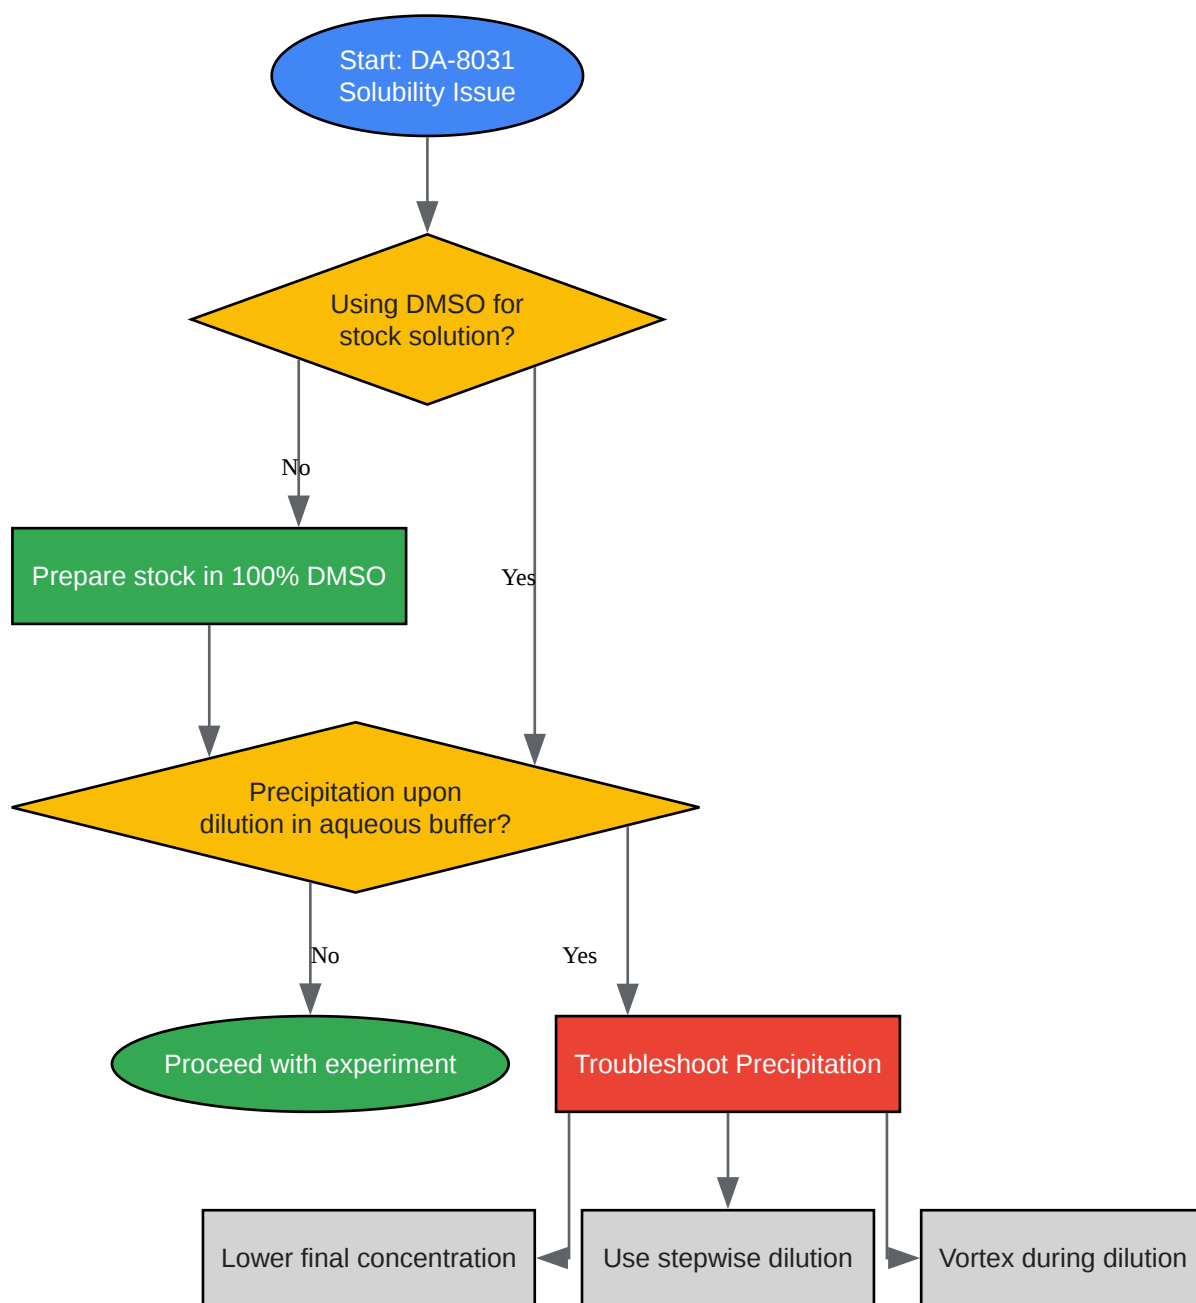 Start: DA-8031
Solubility Issue
Using DMSO for
stock solution?
No
Prepare stock in 100% DMSO
Yes
Precipitation upon
dilution in aqueous buffer?
No
Yes
Proceed with experiment
Troubleshoot Precipitation
Lower final concentration
Use stepwise dilution
Vortex during dilution